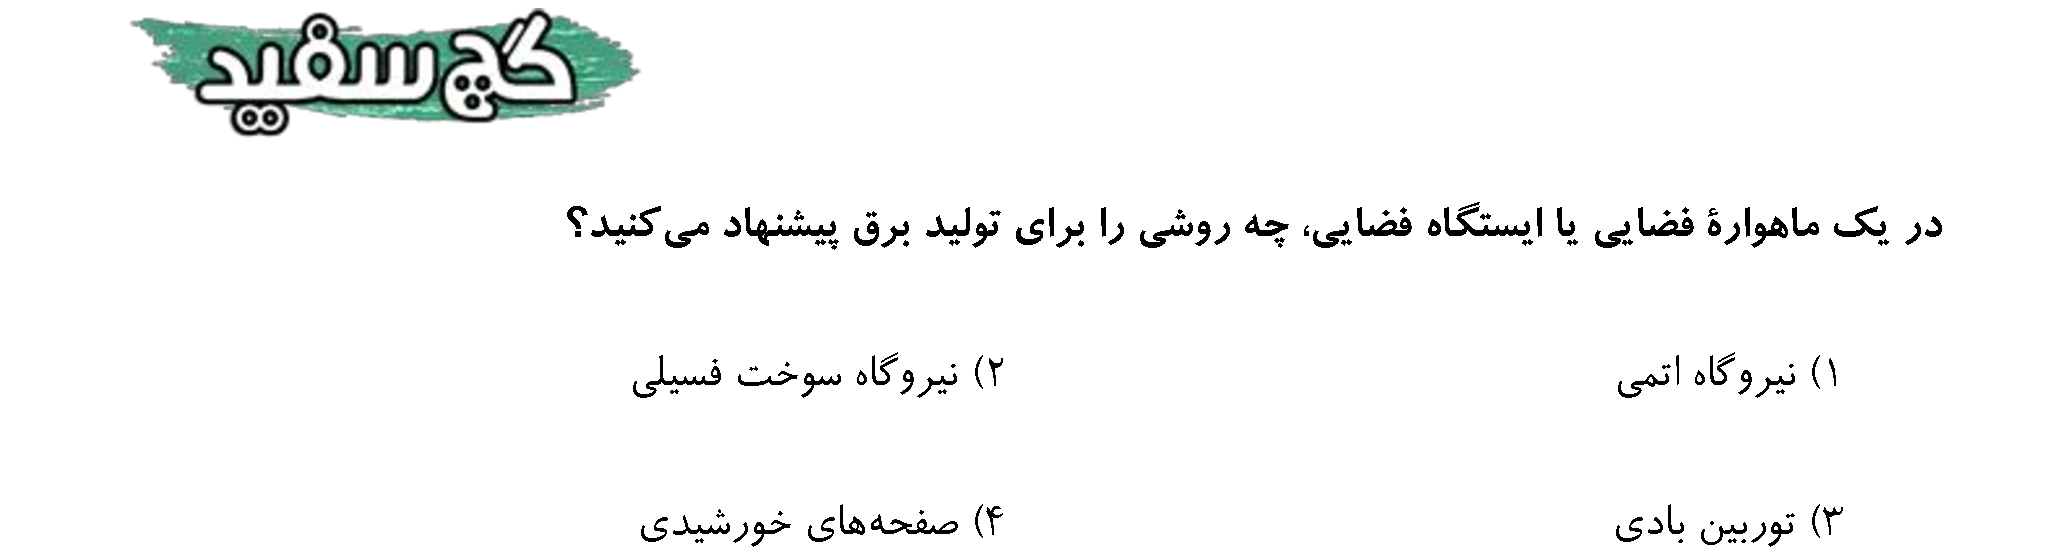 گچ سفید
در یک ماهوارهٔ فضایی یا ایستگاه فضایی، چه روشی را برای تولید برق پیشنهاد می‌کنید؟
۱) نیروگاه اتمی
۲) نیروگاه سوخت فسیلی
۳) توربین بادی
۴) صفحه‌های خورشیدی